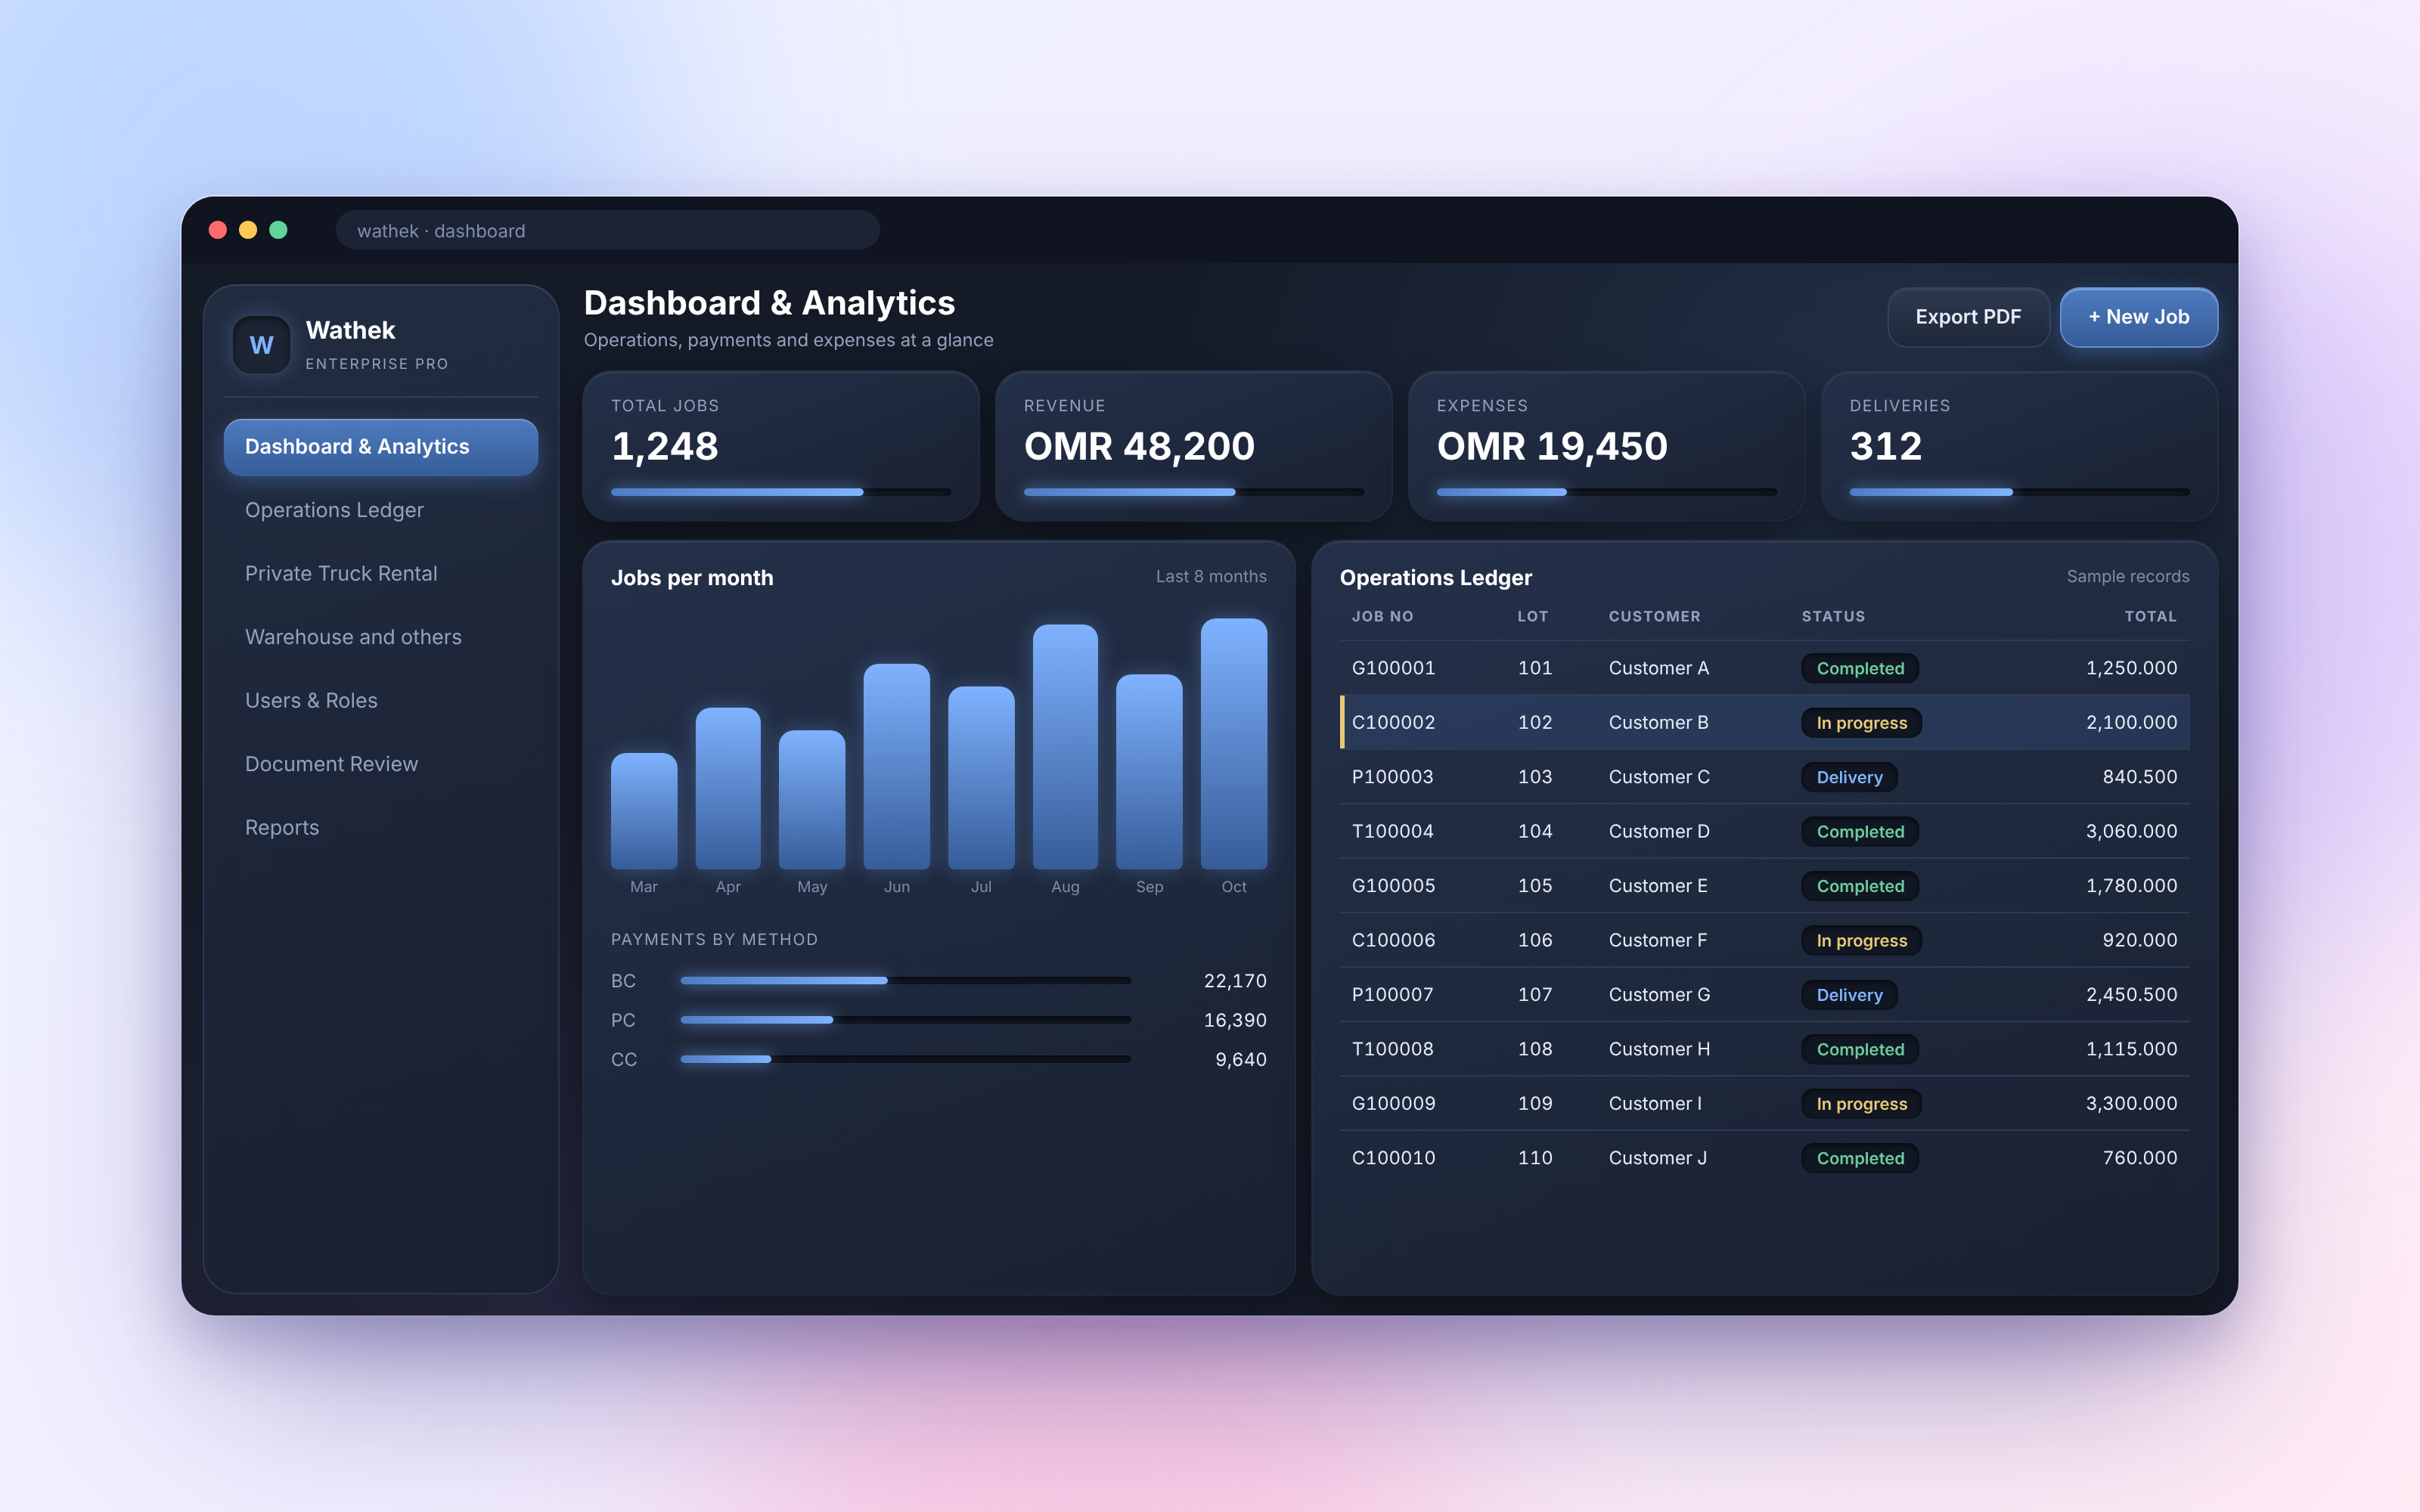 wathek · dashboard
W
Wathek
ENTERPRISE PRO
Dashboard & Analytics
Operations Ledger
Private Truck Rental
Warehouse and others
Users & Roles
Document Review
Reports
Dashboard & Analytics
Operations, payments and expenses at a glance
Export PDF
+ New Job
TOTAL JOBS
1,248
REVENUE
OMR 48,200
EXPENSES
OMR 19,450
DELIVERIES
312
Jobs per month
Last 8 months
Mar Apr May Jun Jul Aug Sep Oct
PAYMENTS BY METHOD
BC 22,170
PC 16,390
CC 9,640
Operations Ledger
Sample records
JOB NO LOT CUSTOMER STATUS TOTAL
G100001 101 Customer A Completed 1,250.000
C100002 102 Customer B In progress 2,100.000
P100003 103 Customer C Delivery 840.500
T100004 104 Customer D Completed 3,060.000
G100005 105 Customer E Completed 1,780.000
C100006 106 Customer F In progress 920.000
P100007 107 Customer G Delivery 2,450.500
T100008 108 Customer H Completed 1,115.000
G100009 109 Customer I In progress 3,300.000
C100010 110 Customer J Completed 760.000